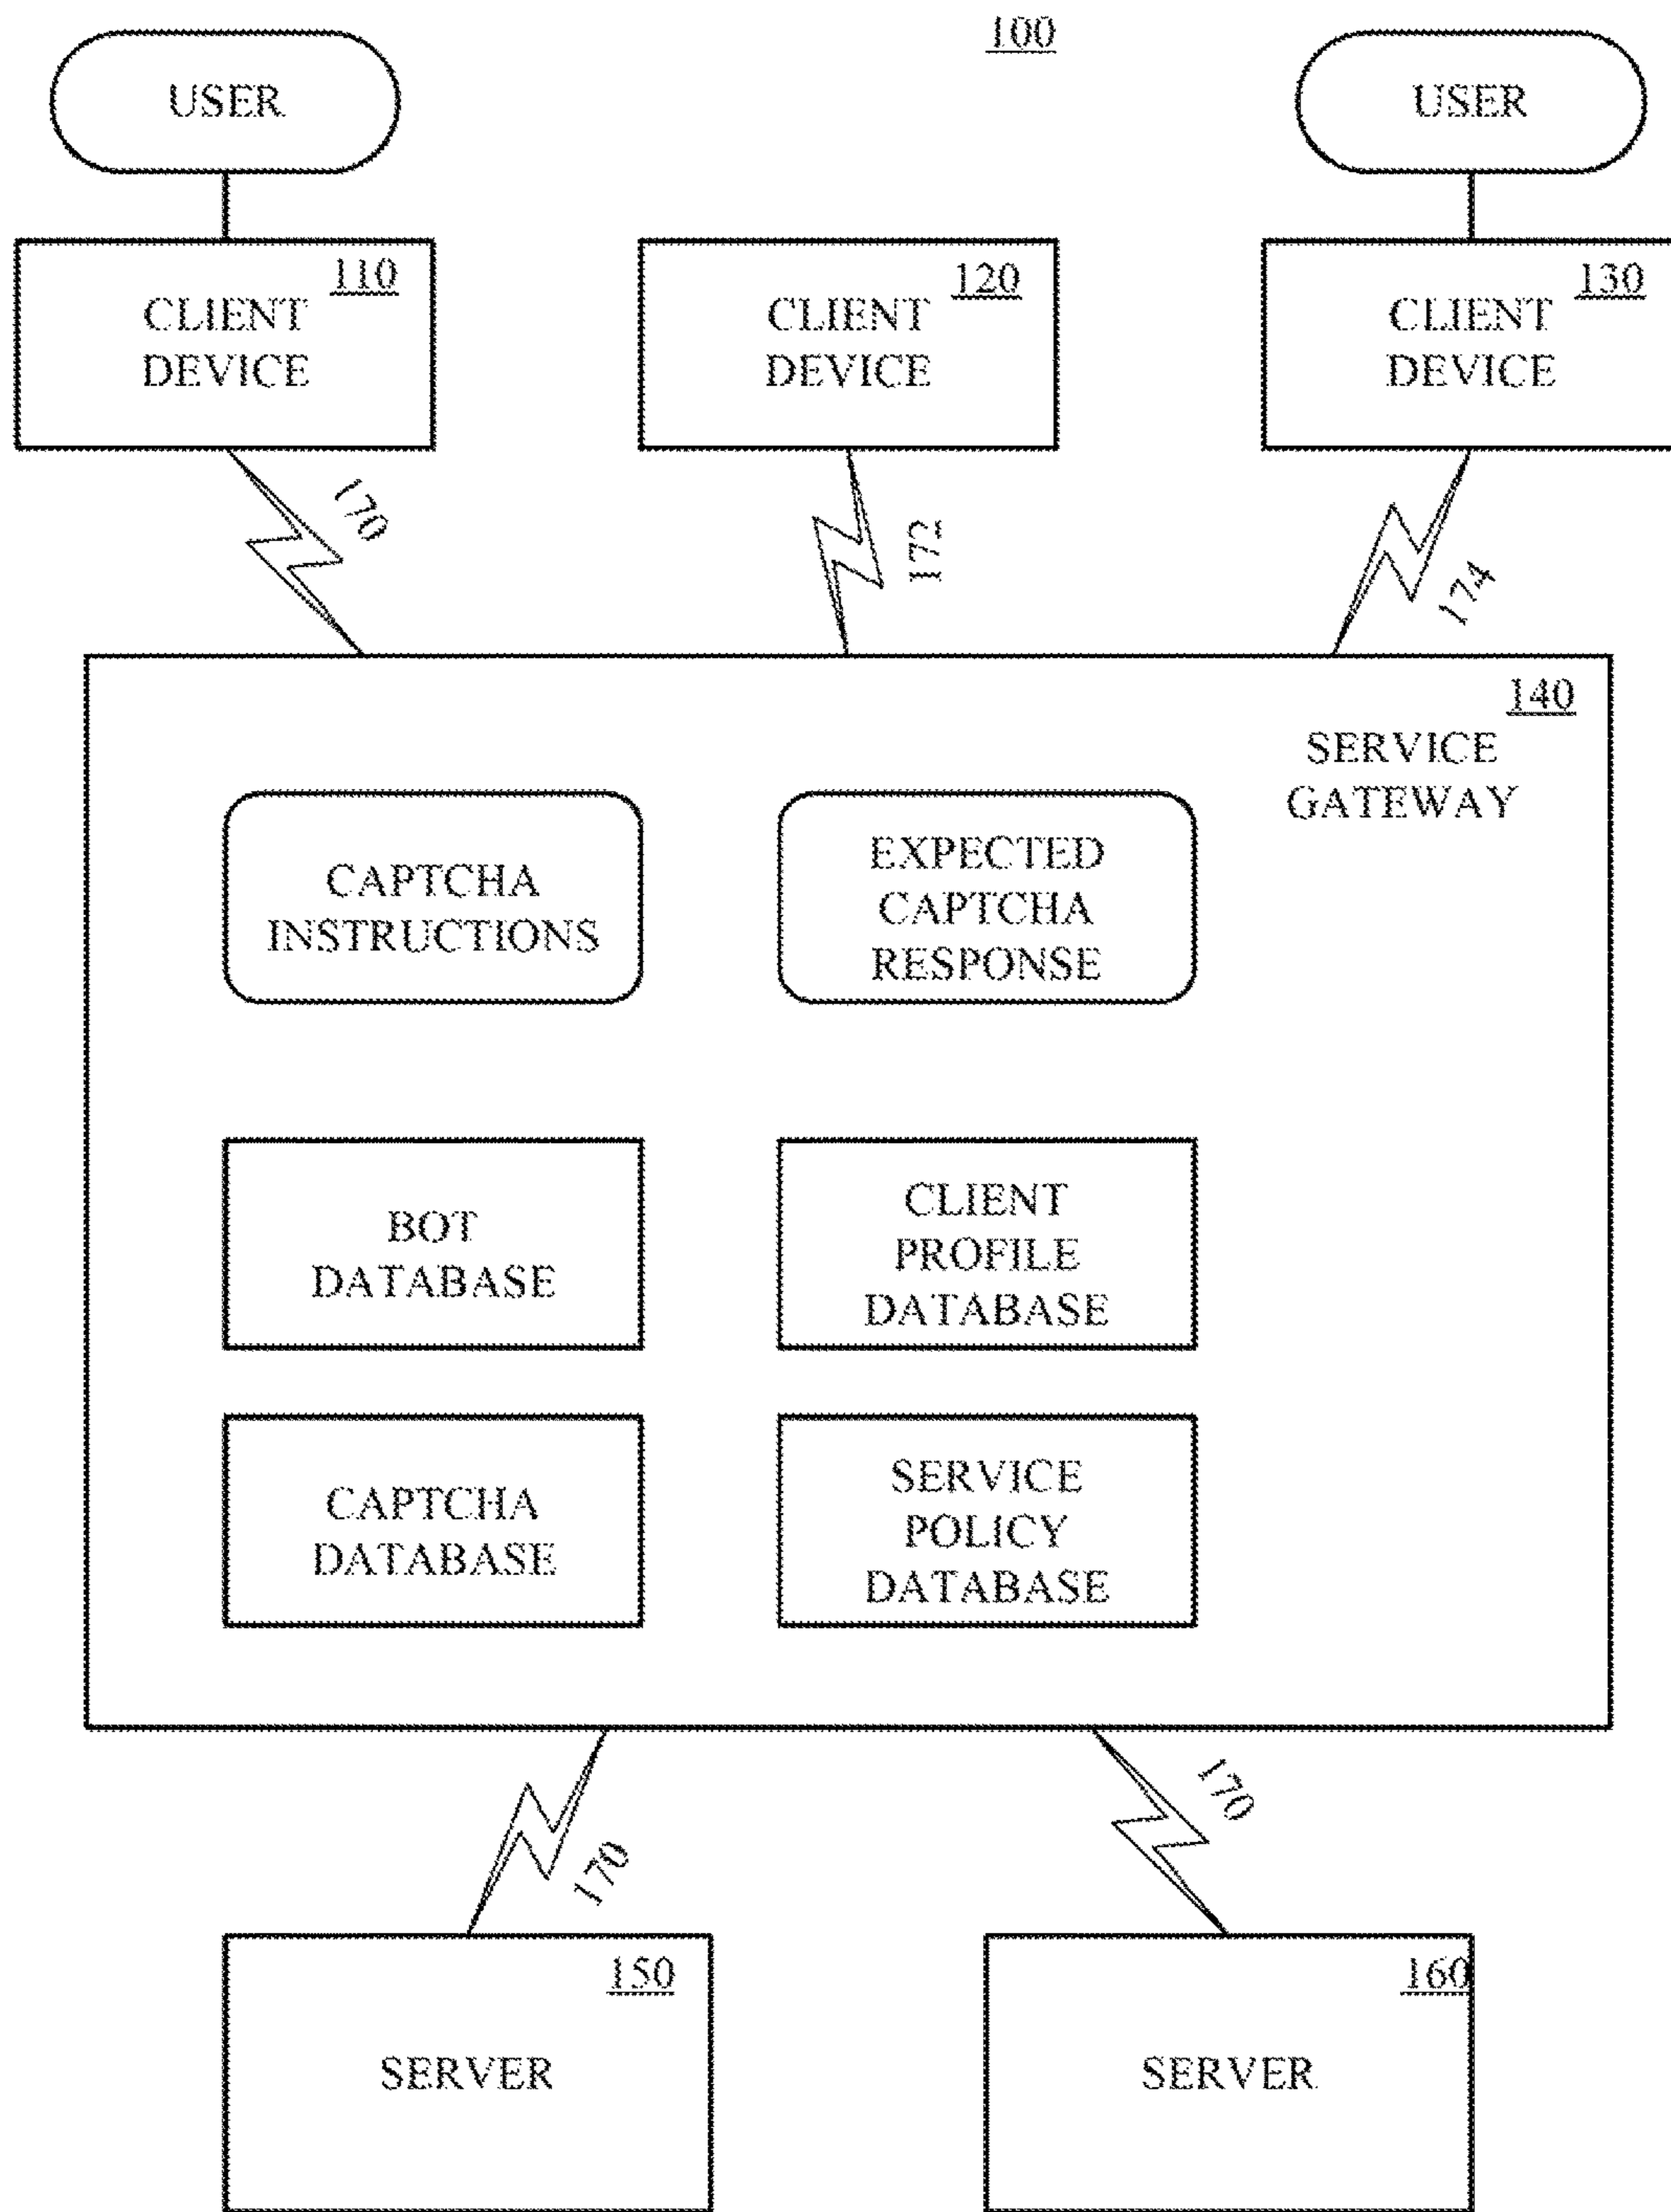 100
USER
USER
110
CLIENT
DEVICE
120
CLIENT
DEVICE
130
CLIENT
DEVICE
170
172
174
140
SERVICE
GATEWAY
CAPTCHA
INSTRUCTIONS
EXPECTED
CAPTCHA
RESPONSE
BOT
DATABASE
CLIENT
PROFILE
DATABASE
CAPTCHA
DATABASE
SERVICE
POLICY
DATABASE
170
170
150
SERVER
160
SERVER